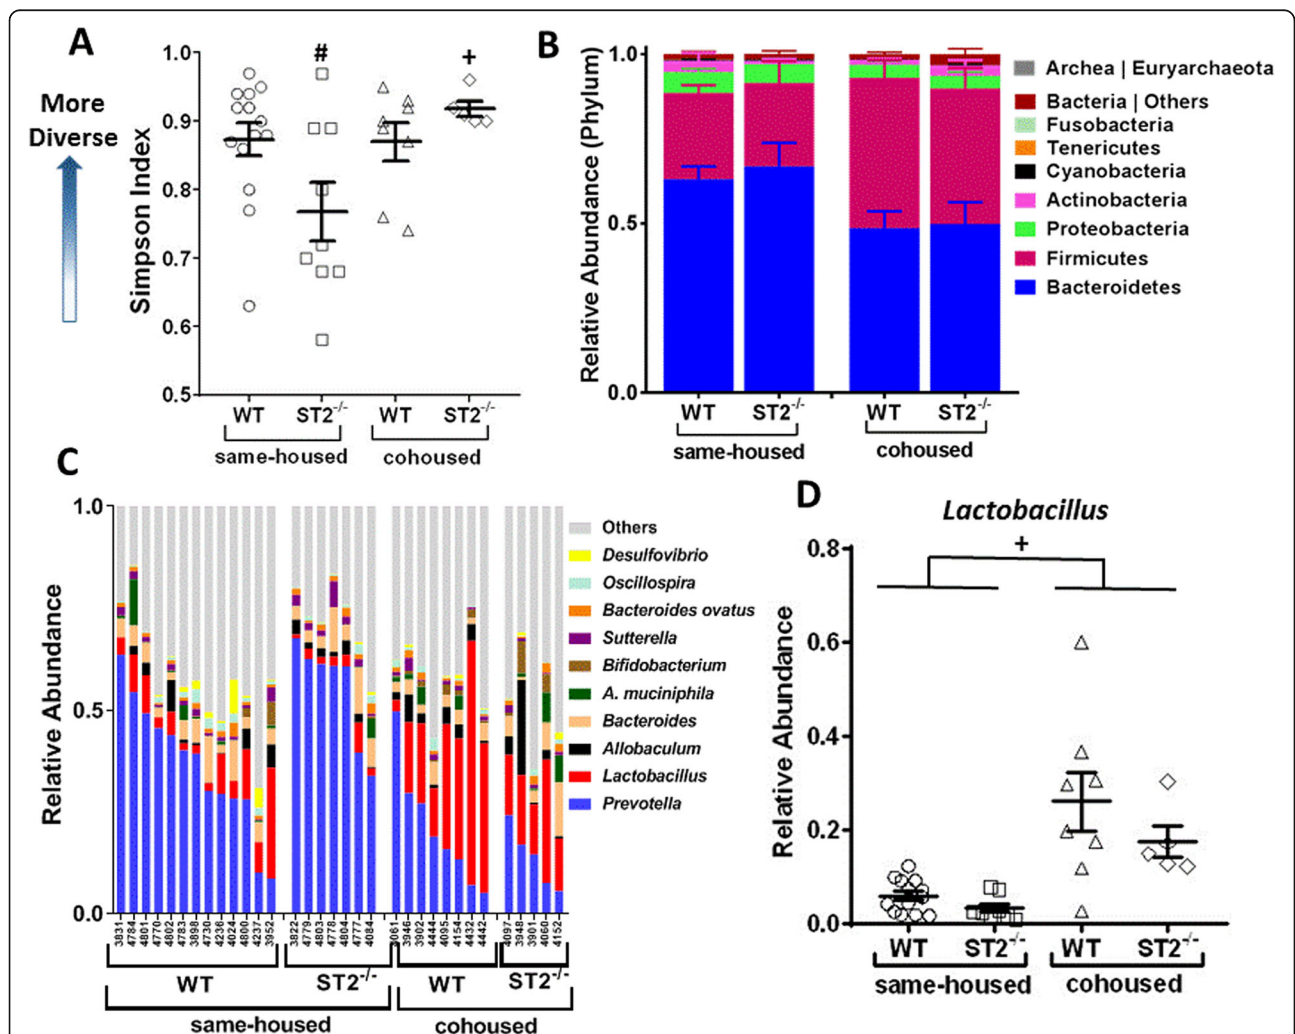 A
#
+
1.0
0.9
0.8
0.7
0.6
0.5
More
Diverse
Simpson Index
WT
ST2-/-
WT
ST2-/-
same-housed
cohoused
B
Relative Abundance (Phylum)
1.0
0.5
0.0
WT
ST2-/-
WT
ST2-/-
same-housed
cohoused
Archea | Euryarchaeota
Bacteria | Others
Fusobacteria
Tenericutes
Cyanobacteria
Actinobacteria
Proteobacteria
Firmicutes
Bacteroidetes
C
Relative Abundance
1.0
0.5
0.0
3831
4784
4801
4770
4802
4783
3898
4730
4236
4024
4800
4237
3952
3822
4779
4803
4778
4804
4777
4084
4061
3946
3902
4444
4095
4154
4432
4442
4097
3948
3901
4060
4152
WT
ST2-/-
WT
ST2-/-
same-housed
cohoused
Others
Desulfovibrio
Oscillospira
Bacteroides ovatus
Sutterella
Bifidobacterium
A. muciniphila
Bacteroides
Allobaculum
Lactobacillus
Prevotella
D
Lactobacillus
+
Relative Abundance
0.8
0.6
0.4
0.2
0.0
WT
ST2-/-
WT
ST2-/-
same-housed
cohoused